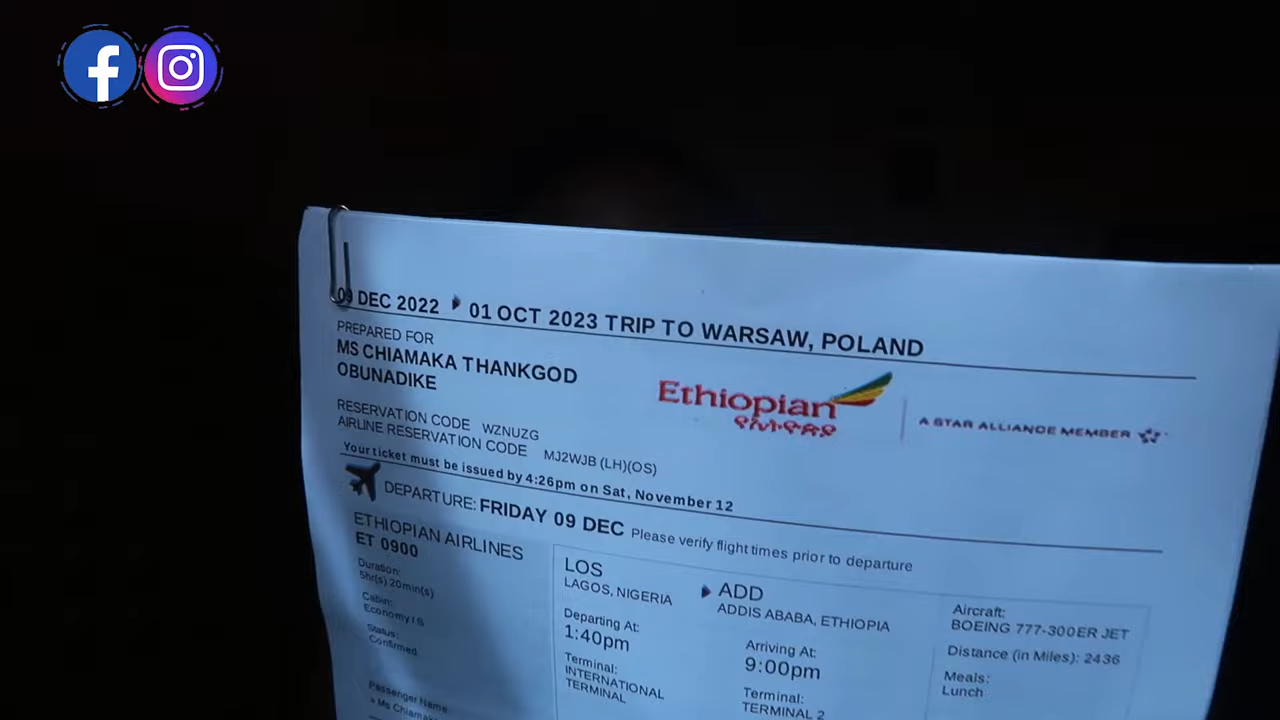 09 DEC 2022 01 OCT 2023 TRIP TO WARSAW, POLAND
PREPARED FOR
MS CHIAMAKA THANKGOD
OBUNADIKE
Ethiopian
የኢትዮጵያ
A STAR ALLIANCE MEMBER
RESERVATION CODE WZNUZG
AIRLINE RESERVATION CODE MJ2WJB (LH)(OS)
Your ticket must be issued by 4:26pm on Sat, November 12
DEPARTURE: FRIDAY 09 DEC Please verify flight times prior to departure
ETHIOPIAN AIRLINES
ET 0900
Duration:
5hr(s) 20min(s)
Cabin:
Economy / S
Status:
Confirmed
Passenger Name
» Ms Chiamaka
LOS
LAGOS, NIGERIA
Departing At:
1:40pm
Terminal:
INTERNATIONAL
TERMINAL
ADD
ADDIS ABABA, ETHIOPIA
Arriving At:
9:00pm
Terminal:
TERMINAL 2
Aircraft:
BOEING 777-300ER JET
Distance (in Miles): 2436
Meals:
Lunch